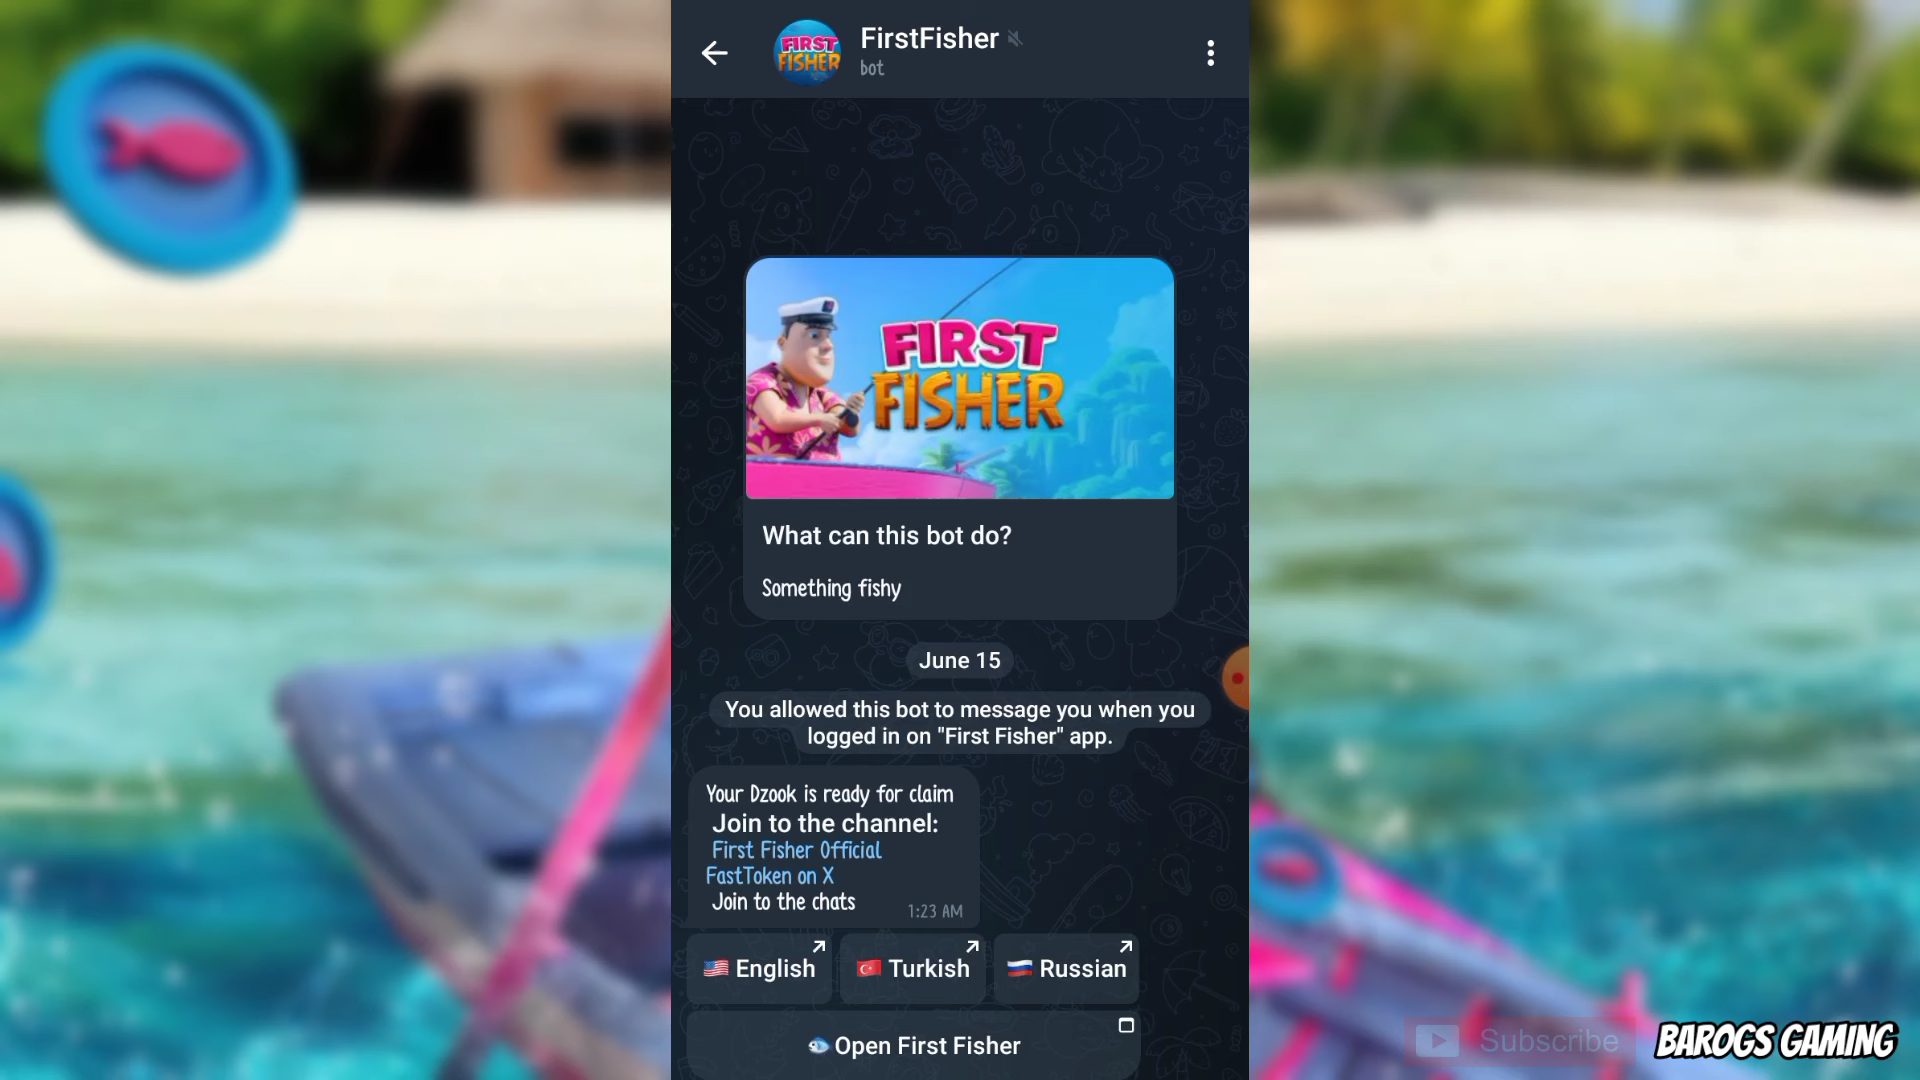 FIRST
FISHER
FirstFisher
bot
FIRST
FISHER
What can this bot do?
Something fishy
June 15
You allowed this bot to message you when you
logged in on "First Fisher" app.
Your Dzook is ready for claim
Join to the channel:
First Fisher Official
FastToken on X
Join to the chats
1:23 AM
English
Turkish
Russian
Open First Fisher
Subscribe
BAROGS GAMING